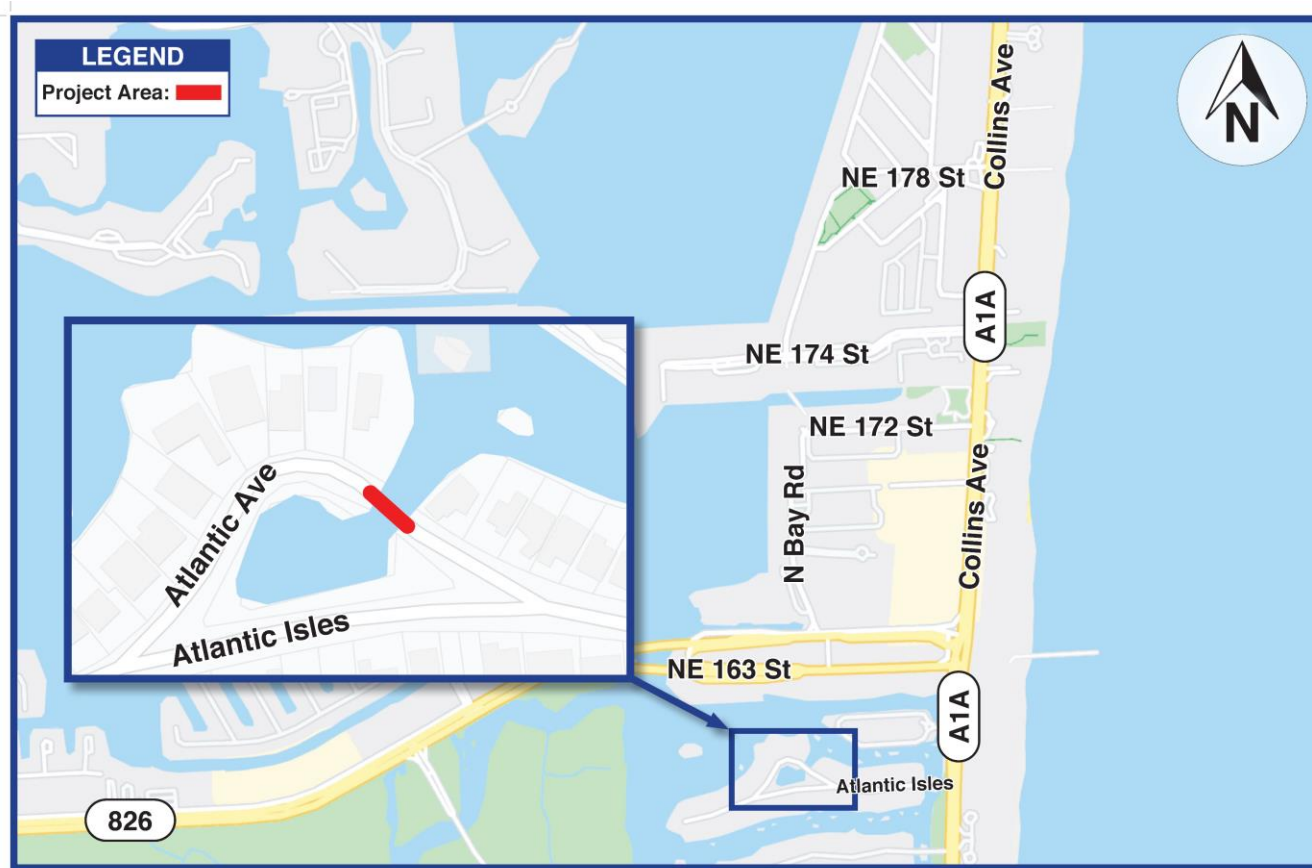 LEGEND
Project Area:
N
Collins Ave
NE 178 St
A1A
NE 174 St
NE 172 St
N Bay Rd
Collins Ave
Atlantic Ave
Atlantic Isles
NE 163 St
A1A
Atlantic Isles
826